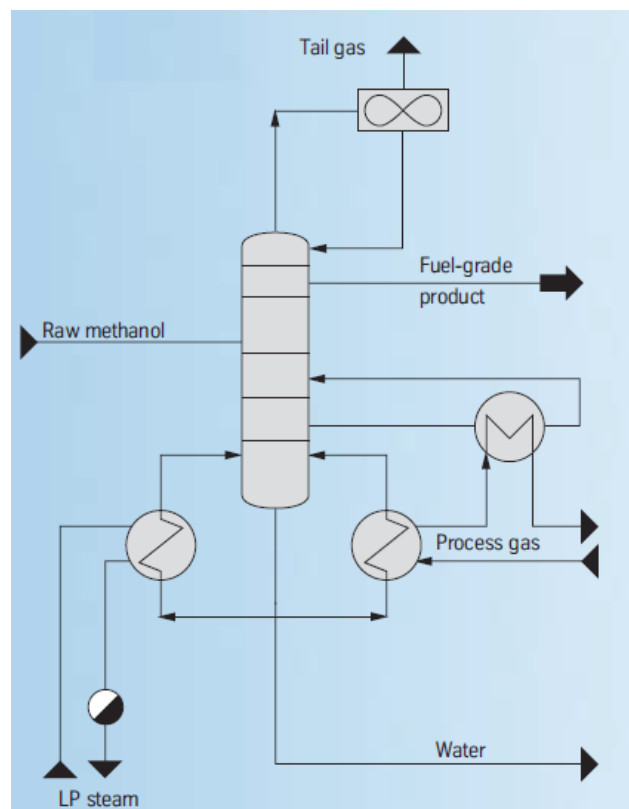 Tail gas
Fuel-grade
product
Raw methanol
Process gas
Water
LP steam